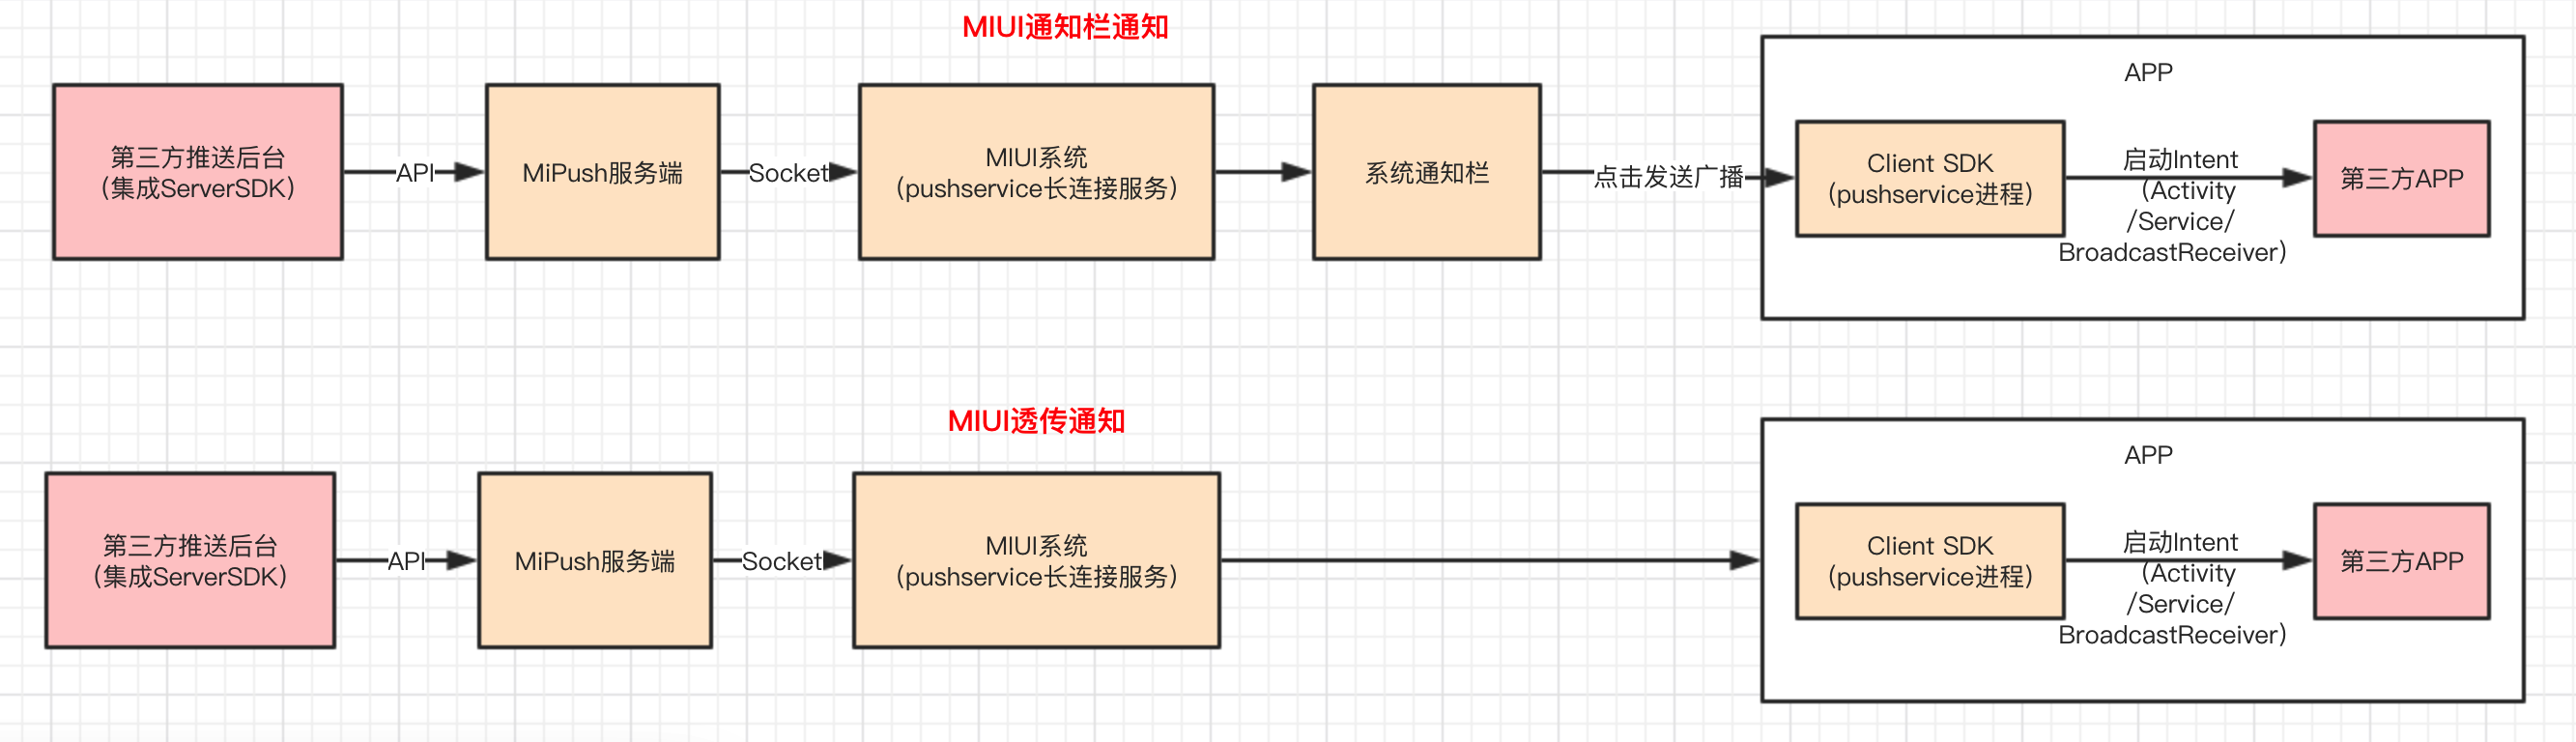 MIUI通知栏通知
第三方推送后台
（集成ServerSDK）
API
MiPush服务端
Socket
MIUI系统
（pushservice长连接服务）
系统通知栏
点击发送广播
APP
Client SDK
（pushservice进程）
启动Intent
（Activity
/Service/
BroadcastReceiver）
第三方APP
MIUI透传通知
第三方推送后台
（集成ServerSDK）
API
MiPush服务端
Socket
MIUI系统
（pushservice长连接服务）
APP
Client SDK
（pushservice进程）
启动Intent
（Activity
/Service/
BroadcastReceiver）
第三方APP